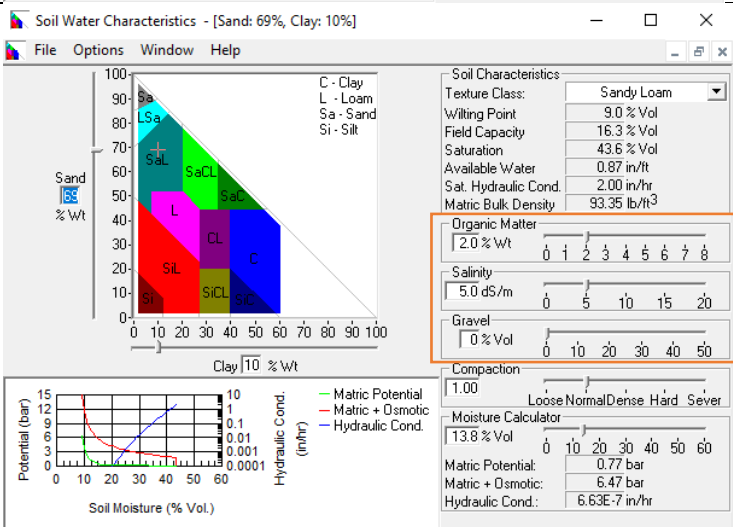 Soil Water Characteristics - [Sand: 69%, Clay: 10%]
File Options Window Help
Sand
69
% Wt
100
90
80
70
60
50
40
30
20
10
0
Sa
LSa
SaL
SaCL
SaC
L
CL
C
SiL
SiCL
SiC
Si
C - Clay
L - Loam
Sa - Sand
Si - Silt
0 10 20 30 40 50 60 70 80 90 100
Clay 10 % Wt
Soil Characteristics
Texture Class: Sandy Loam
Wilting Point 9.0 % Vol
Field Capacity 16.3 % Vol
Saturation 43.6 % Vol
Available Water 0.87 in/ft
Sat. Hydraulic Cond. 2.00 in/hr
Matric Bulk Density 93.35 lb/ft3
Organic Matter
2.0 % Wt
0 1 2 3 4 5 6 7 8
Salinity
5.0 dS/m
0 5 10 15 20
Gravel
0 % Vol
0 10 20 30 40 50
Compaction
1.00
Loose Normal Dense Hard Sever
Moisture Calculator
13.8 % Vol
0 10 20 30 40 50 60
Matric Potential: 0.77 bar
Matric + Osmotic: 6.47 bar
Hydraulic Cond.: 6.63E-7 in/hr
Potential (bar)
15
12
9
6
3
0
0 10 20 30 40 50 60
Soil Moisture (% Vol.)
10
1
0.1
0.01
0.001
0.0001
Hydraulic Cond.
(in/hr)
Matric Potential
Matric + Osmotic
Hydraulic Cond.